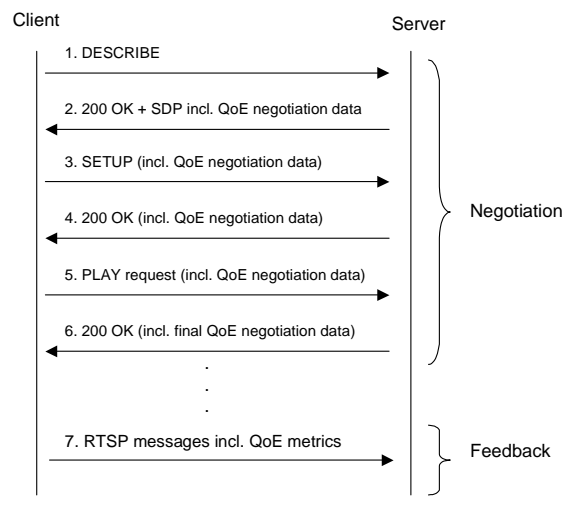 Client
Server
1. DESCRIBE
2. 200 OK + SDP incl. QoE negotiation data
3. SETUP (incl. QoE negotiation data)
4. 200 OK (incl. QoE negotiation data)
Negotiation
5. PLAY request (incl. QoE negotiation data)
6. 200 OK (incl. final QoE negotiation data)
.
.
.
7. RTSP messages incl. QoE metrics
Feedback